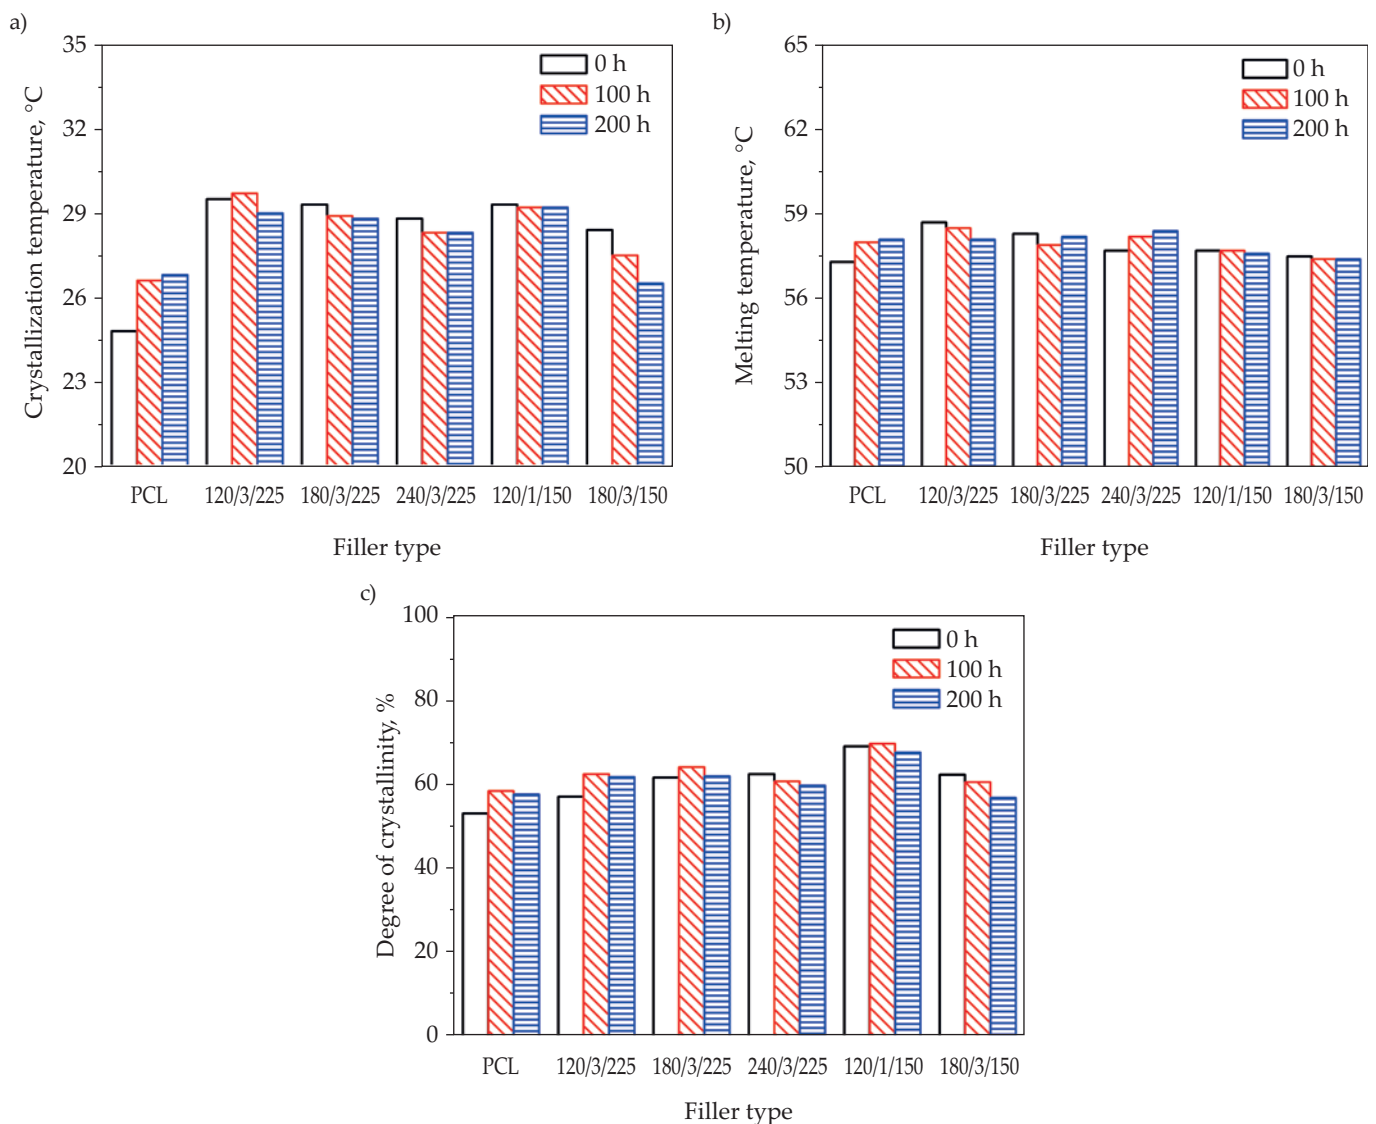 a)
35
32
29
26
23
20
Crystallization temperature, °C
0 h
100 h
200 h
PCL
120/3/225
180/3/225
240/3/225
120/1/150
180/3/150
Filler type
b)
65
62
59
56
53
50
Melting temperature, °C
0 h
100 h
200 h
PCL
120/3/225
180/3/225
240/3/225
120/1/150
180/3/150
Filler type
c)
100
80
60
40
20
0
Degree of crystallinity, %
0 h
100 h
200 h
PCL
120/3/225
180/3/225
240/3/225
120/1/150
180/3/150
Filler type